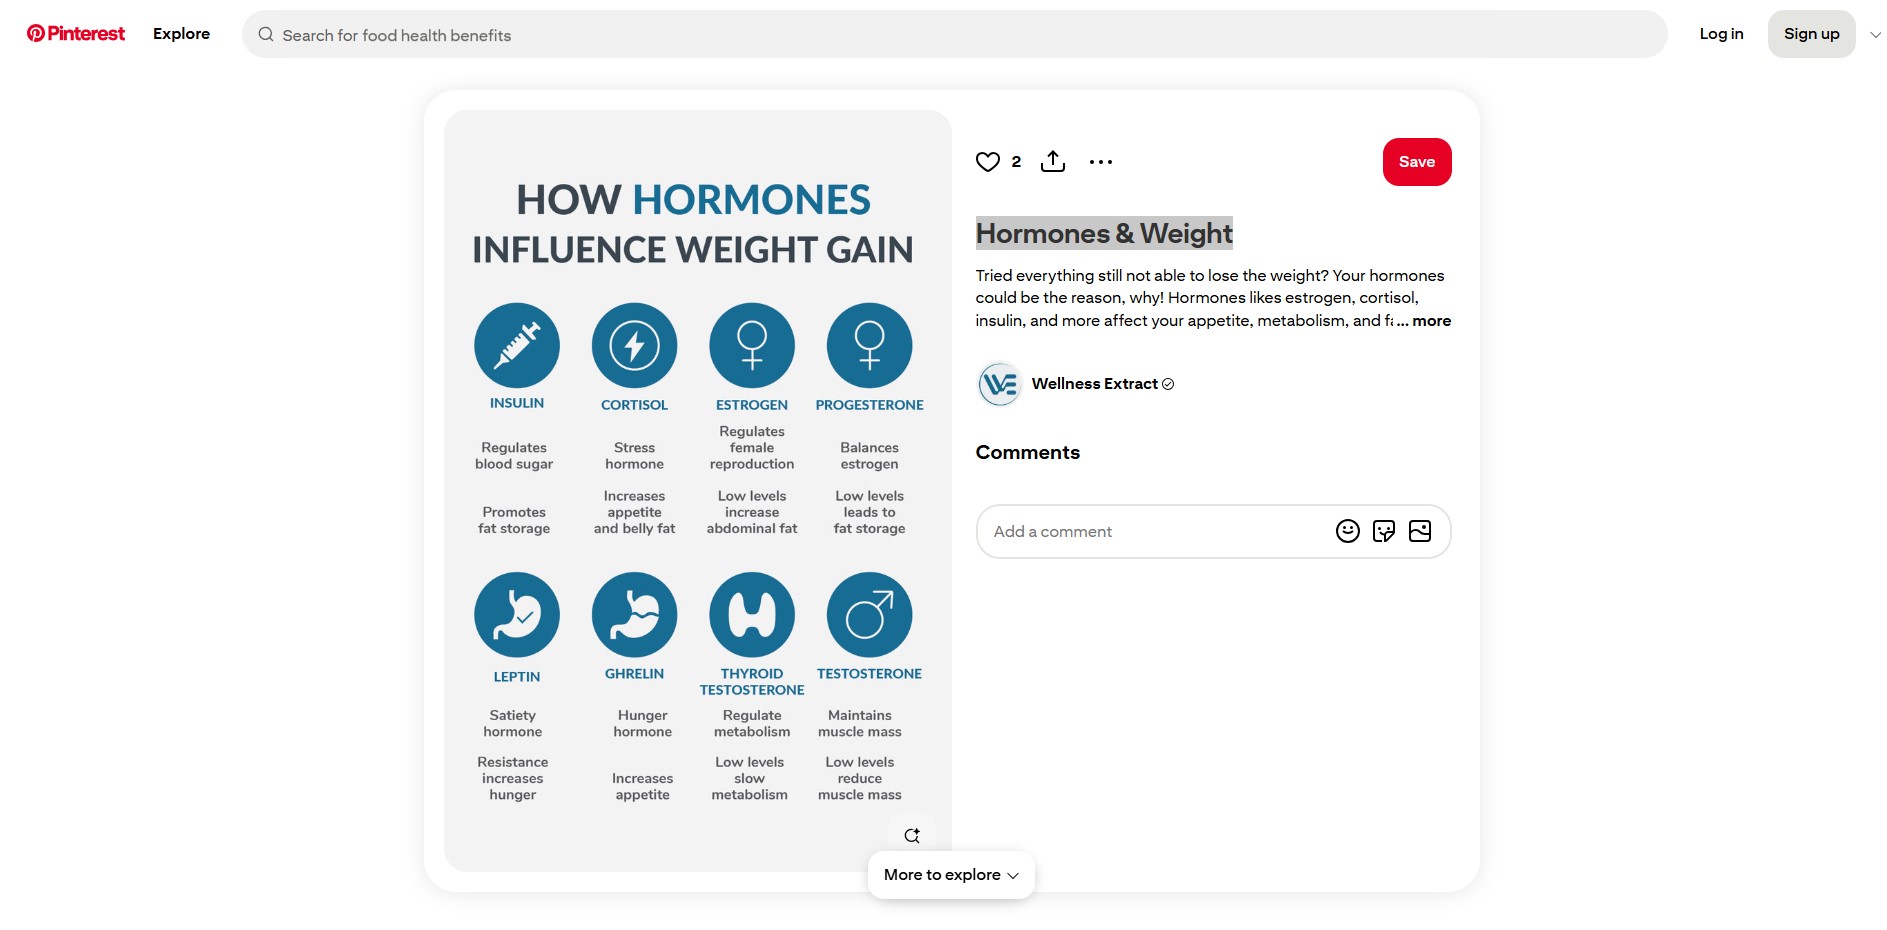 Pinterest
Explore
Search for food health benefits
Log in
Sign up
HOW HORMONES
INFLUENCE WEIGHT GAIN
INSULIN
Regulates
blood sugar
Promotes
fat storage
CORTISOL
Stress
hormone
Increases
appetite
and belly fat
ESTROGEN
Regulates
female
reproduction
Low levels
increase
abdominal fat
PROGESTERONE
Balances
estrogen
Low levels
leads to
fat storage
LEPTIN
Satiety
hormone
Resistance
increases
hunger
GHRELIN
Hunger
hormone
Increases
appetite
THYROID
TESTOSTERONE
Regulate
metabolism
Low levels
slow
metabolism
TESTOSTERONE
Maintains
muscle mass
Low levels
reduce
muscle mass
2
Save
Hormones & Weight
Tried everything still not able to lose the weight? Your hormones
could be the reason, why! Hormones likes estrogen, cortisol,
insulin, and more affect your appetite, metabolism, and ... more
WE
Wellness Extract
Comments
Add a comment
More to explore